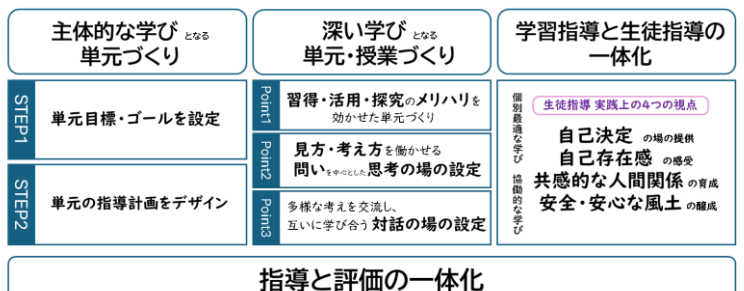 主体的な学び となる
単元づくり
STEP1
単元目標・ゴールを設定
STEP2
単元の指導計画をデザイン
深い学び となる
単元・授業づくり
Point1
習得・活用・探究のメリハリを
効かせた単元づくり
Point2
見方・考え方を働かせる
問いを中心とした思考の場の設定
Point3
多様な考えを交流し、
互いに学び合う対話の場の設定
学習指導と生徒指導の
一体化
個別最適な学び 協働的な学び
生徒指導 実践上の4つの視点
自己決定 の場の提供
自己存在感 の感受
共感的な人間関係 の育成
安全・安心な風土 の醸成
指導と評価の一体化